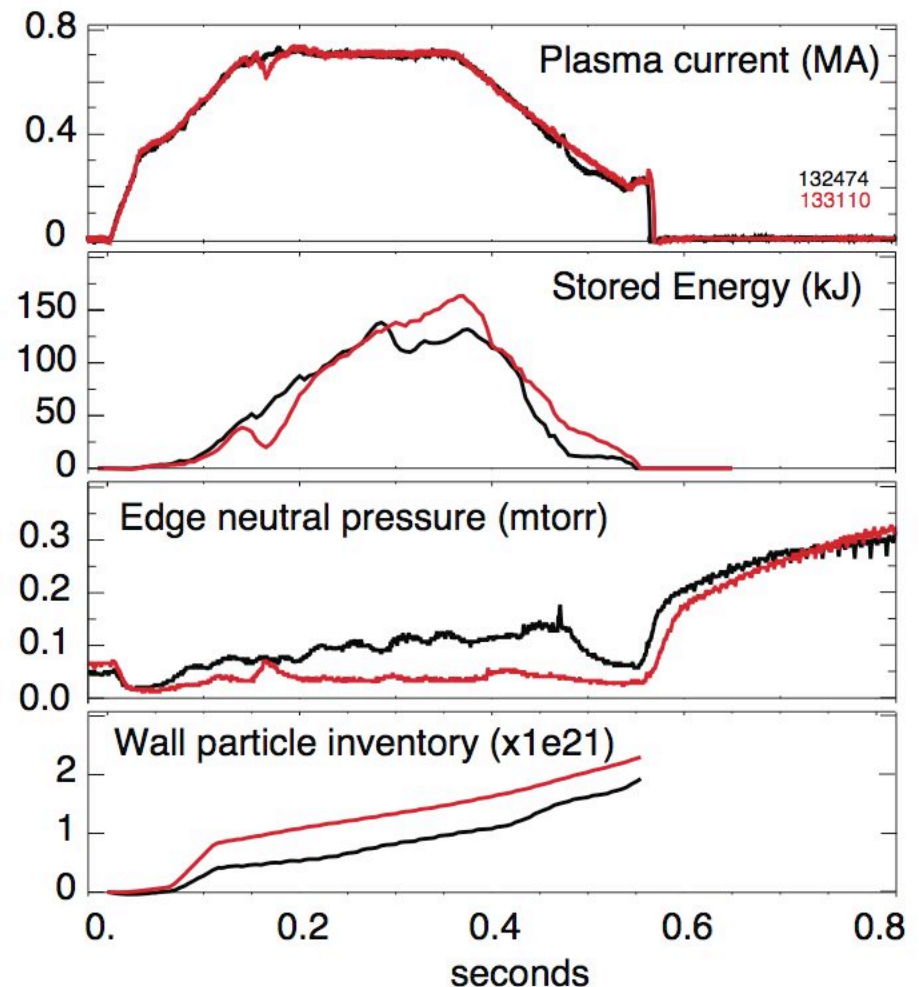 0.8
Plasma current (MA)
0.4
132474
133110
0
Stored Energy (kJ)
150
100
50
0
Edge neutral pressure (mtorr)
0.3
0.2
0.1
0.0
Wall particle inventory (x1e21)
2
1
0
0. 0.2 0.4 0.6 0.8
seconds